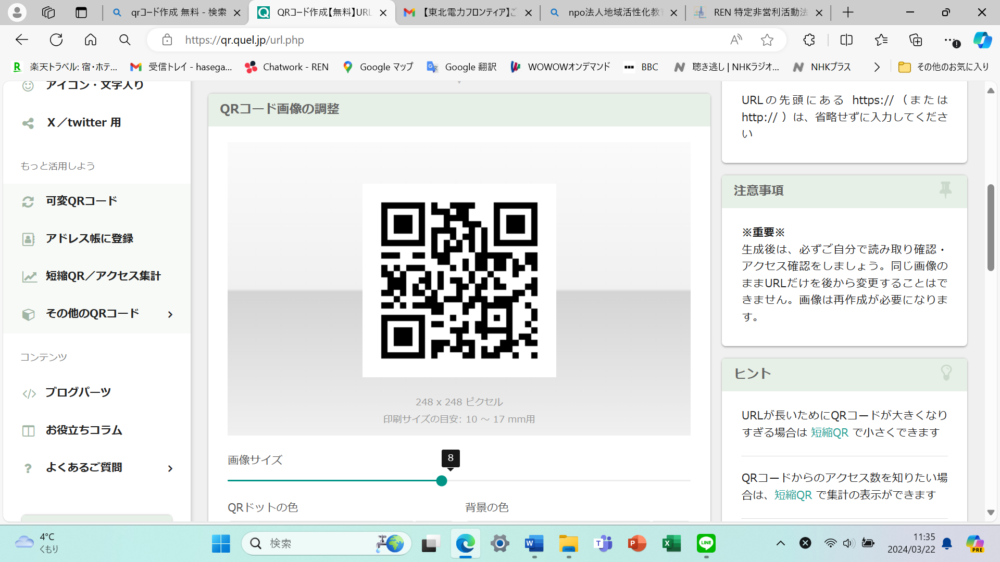 qrコード作成 無料 - 検索
QRコード作成【無料】URL
【東北電力フロンティア】ご
npo法人地域活性化教育
REN 特定非営利活動法
https://qr.quel.jp/url.php
楽天トラベル: 宿・ホテ...
受信トレイ - hasega...
Chatwork - REN
Google マップ
Google 翻訳
WOWOWオンデマンド
BBC
聴き逃し | NHKラジオ...
NHKプラス
その他のお気に入り
アイコン・文字入り
X／twitter 用
もっと活用しよう
可変QRコード
アドレス帳に登録
短縮QR／アクセス集計
その他のQRコード
コンテンツ
ブログパーツ
お役立ちコラム
よくあるご質問
QRコード画像の調整
248 x 248 ピクセル
印刷サイズの目安: 10 ～ 17 mm用
画像サイズ
8
QRドットの色
背景の色
URLの先頭にある https://（または
http://）は、省略せずに入力してくださ
い
注意事項
※重要※
生成後は、必ずご自分で読み取り確認・
アクセス確認をしましょう。同じ画像の
ままURLだけを後から変更することはで
きません。画像は再作成が必要になりま
す。
ヒント
URLが長いためにQRコードが大きくなり
すぎる場合は 短縮QR で小さくできます
QRコードからのアクセス数を知りたい場
合は、短縮QR で集計の表示ができます
4°C
くもり
検索
11:35
2024/03/22
PRE
LINE